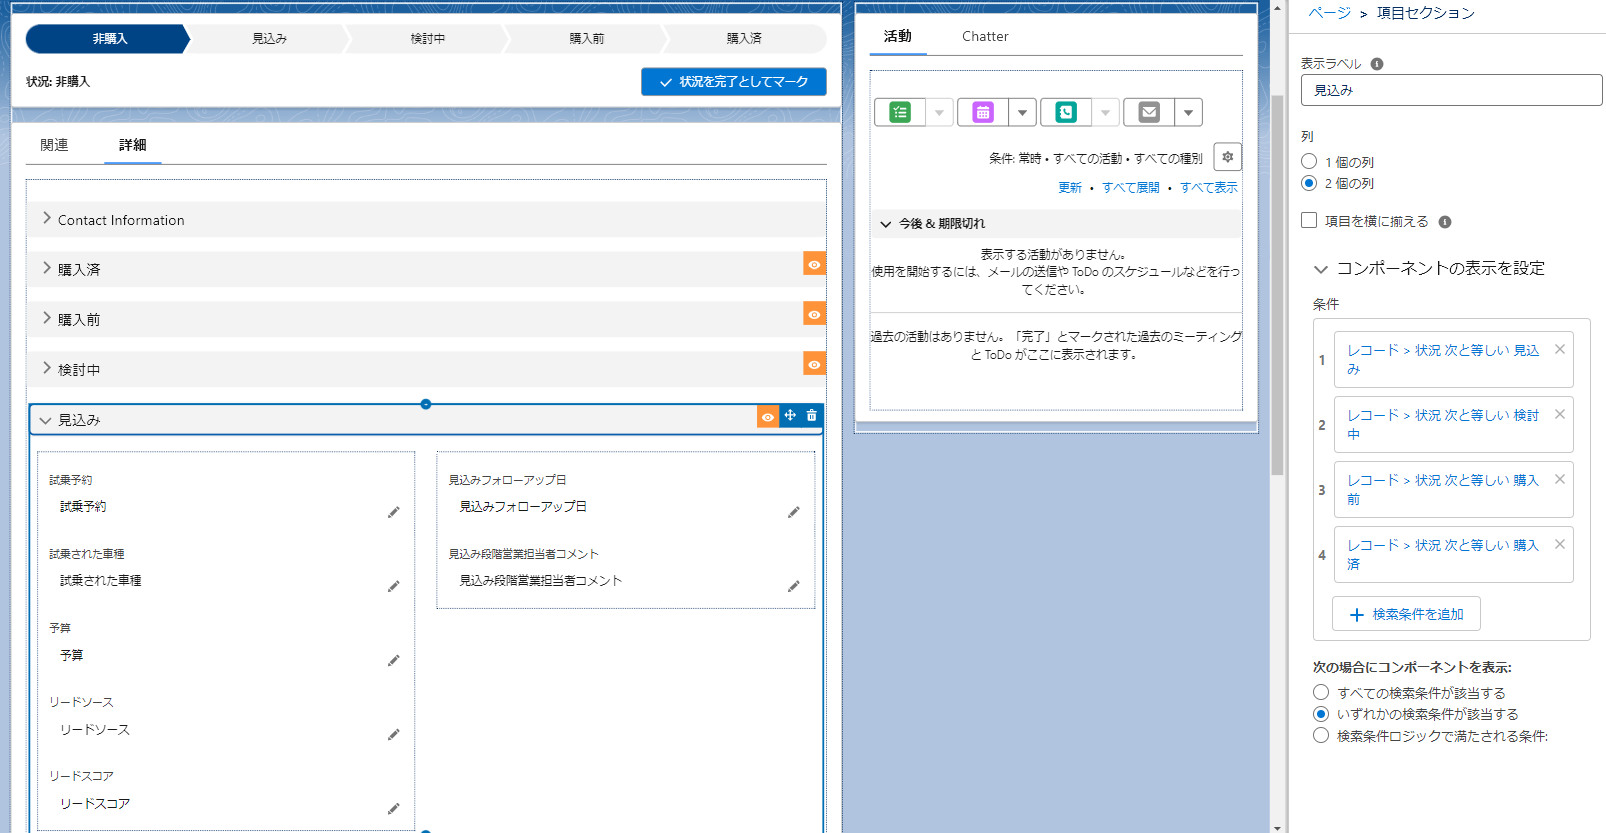 非購入
見込み
検討中
購入前
購入済
状況: 非購入
状況を完了としてマーク
関連
詳細
Contact Information
購入済
購入前
検討中
見込み
試乗予約
試乗予約
試乗された車種
試乗された車種
予算
予算
リードソース
リードソース
リードスコア
リードスコア
見込みフォローアップ日
見込みフォローアップ日
見込み段階営業担当者コメント
見込み段階営業担当者コメント
活動
Chatter
条件: 常時 • すべての活動 • すべての種別
更新 • すべて展開 • すべて表示
今後 & 期限切れ
表示する活動がありません。
使用を開始するには、メールの送信や ToDo のスケジュールなどを行っ
てください。
過去の活動はありません。「完了」とマークされた過去のミーティング
と ToDo がここに表示されます。
ページ > 項目セクション
表示ラベル
見込み
列
1 個の列
2 個の列
項目を横に揃える
コンポーネントの表示を設定
条件
1
レコード > 状況 次と等しい 見込
み
2
レコード > 状況 次と等しい 検討
中
3
レコード > 状況 次と等しい 購入
前
4
レコード > 状況 次と等しい 購入
済
検索条件を追加
次の場合にコンポーネントを表示:
すべての検索条件が該当する
いずれかの検索条件が該当する
検索条件ロジックで満たされる条件: